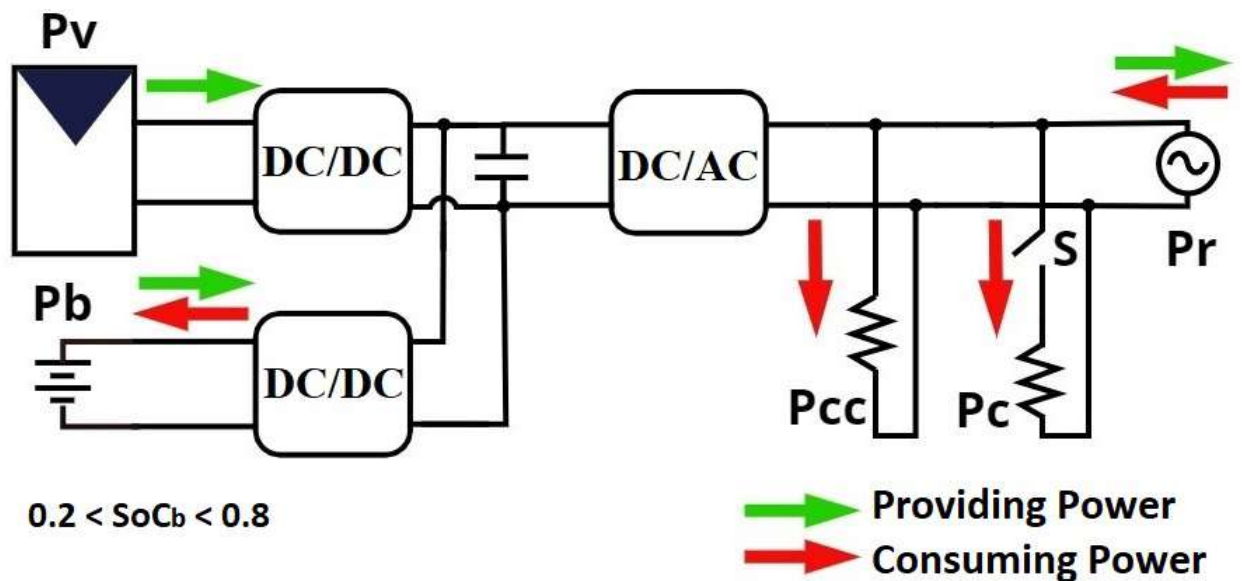 Pv
DC/DC
DC/AC
Pb
DC/DC
S
Pr
Pcc
Pc
0.2 < SoCb < 0.8
Providing Power
Consuming Power